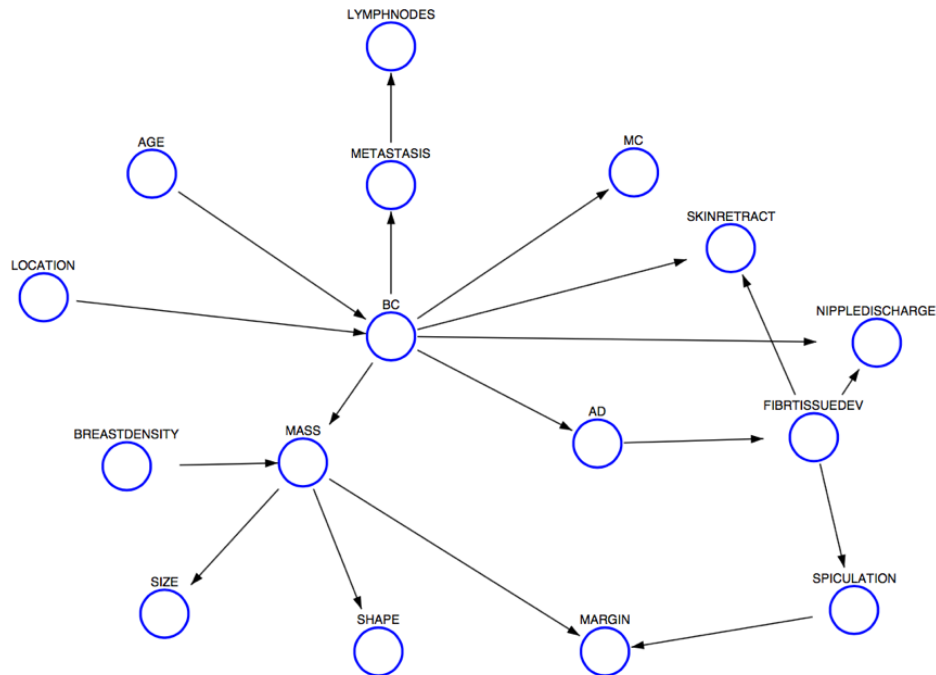 LYMPHNODES
AGE
METASTASIS
MC
SKINRETRACT
LOCATION
BC
NIPPLEDISCHARGE
FIBRTISSUEDEV
AD
BREASTDENSITY
MASS
SIZE
SHAPE
MARGIN
SPICULATION